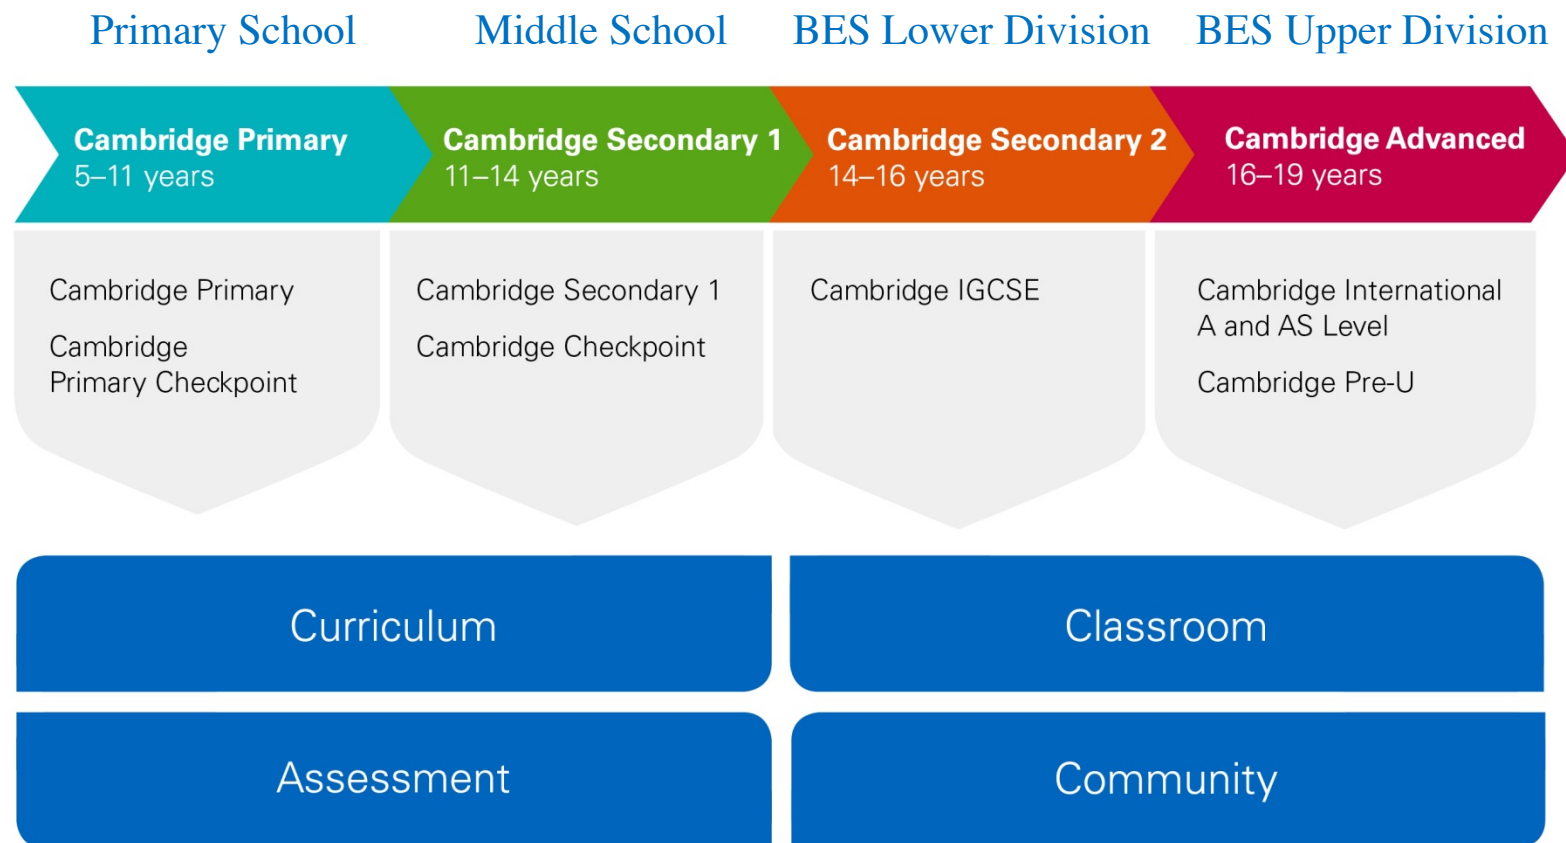 Primary School
Middle School
BES Lower Division
BES Upper Division
Cambridge Primary
5–11 years
Cambridge Secondary 1
11–14 years
Cambridge Secondary 2
14–16 years
Cambridge Advanced
16–19 years
Cambridge Primary
Cambridge
Primary Checkpoint
Cambridge Secondary 1
Cambridge Checkpoint
Cambridge IGCSE
Cambridge International
A and AS Level
Cambridge Pre-U
Curriculum
Classroom
Assessment
Community